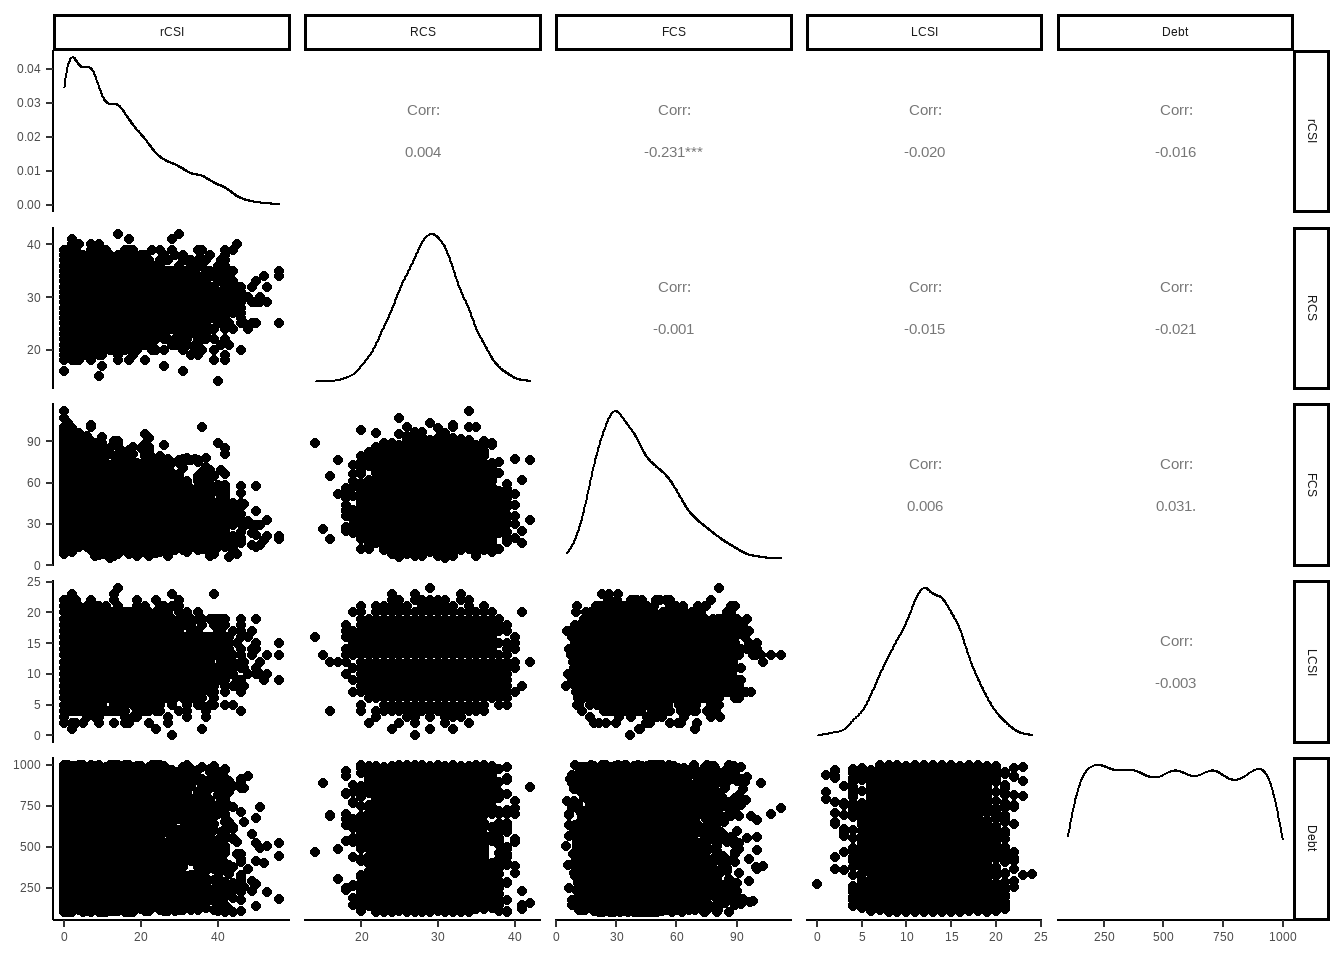 rCSI RCS FCS LCSI Debt
0.04
0.03
0.02
0.01
0.00
Corr:
0.004
Corr:
-0.231***
Corr:
-0.020
Corr:
-0.016
rCSI
40
30
20
Corr:
-0.001
Corr:
-0.015
Corr:
-0.021
RCS
90
60
30
0
Corr:
0.006
Corr:
0.031.
FCS
25
20
15
10
5
0
Corr:
-0.003
LCSI
1000
750
500
250
Debt
0 20 40
20 30 40
0 30 60 90
0 5 10 15 20 25
250 500 750 1000